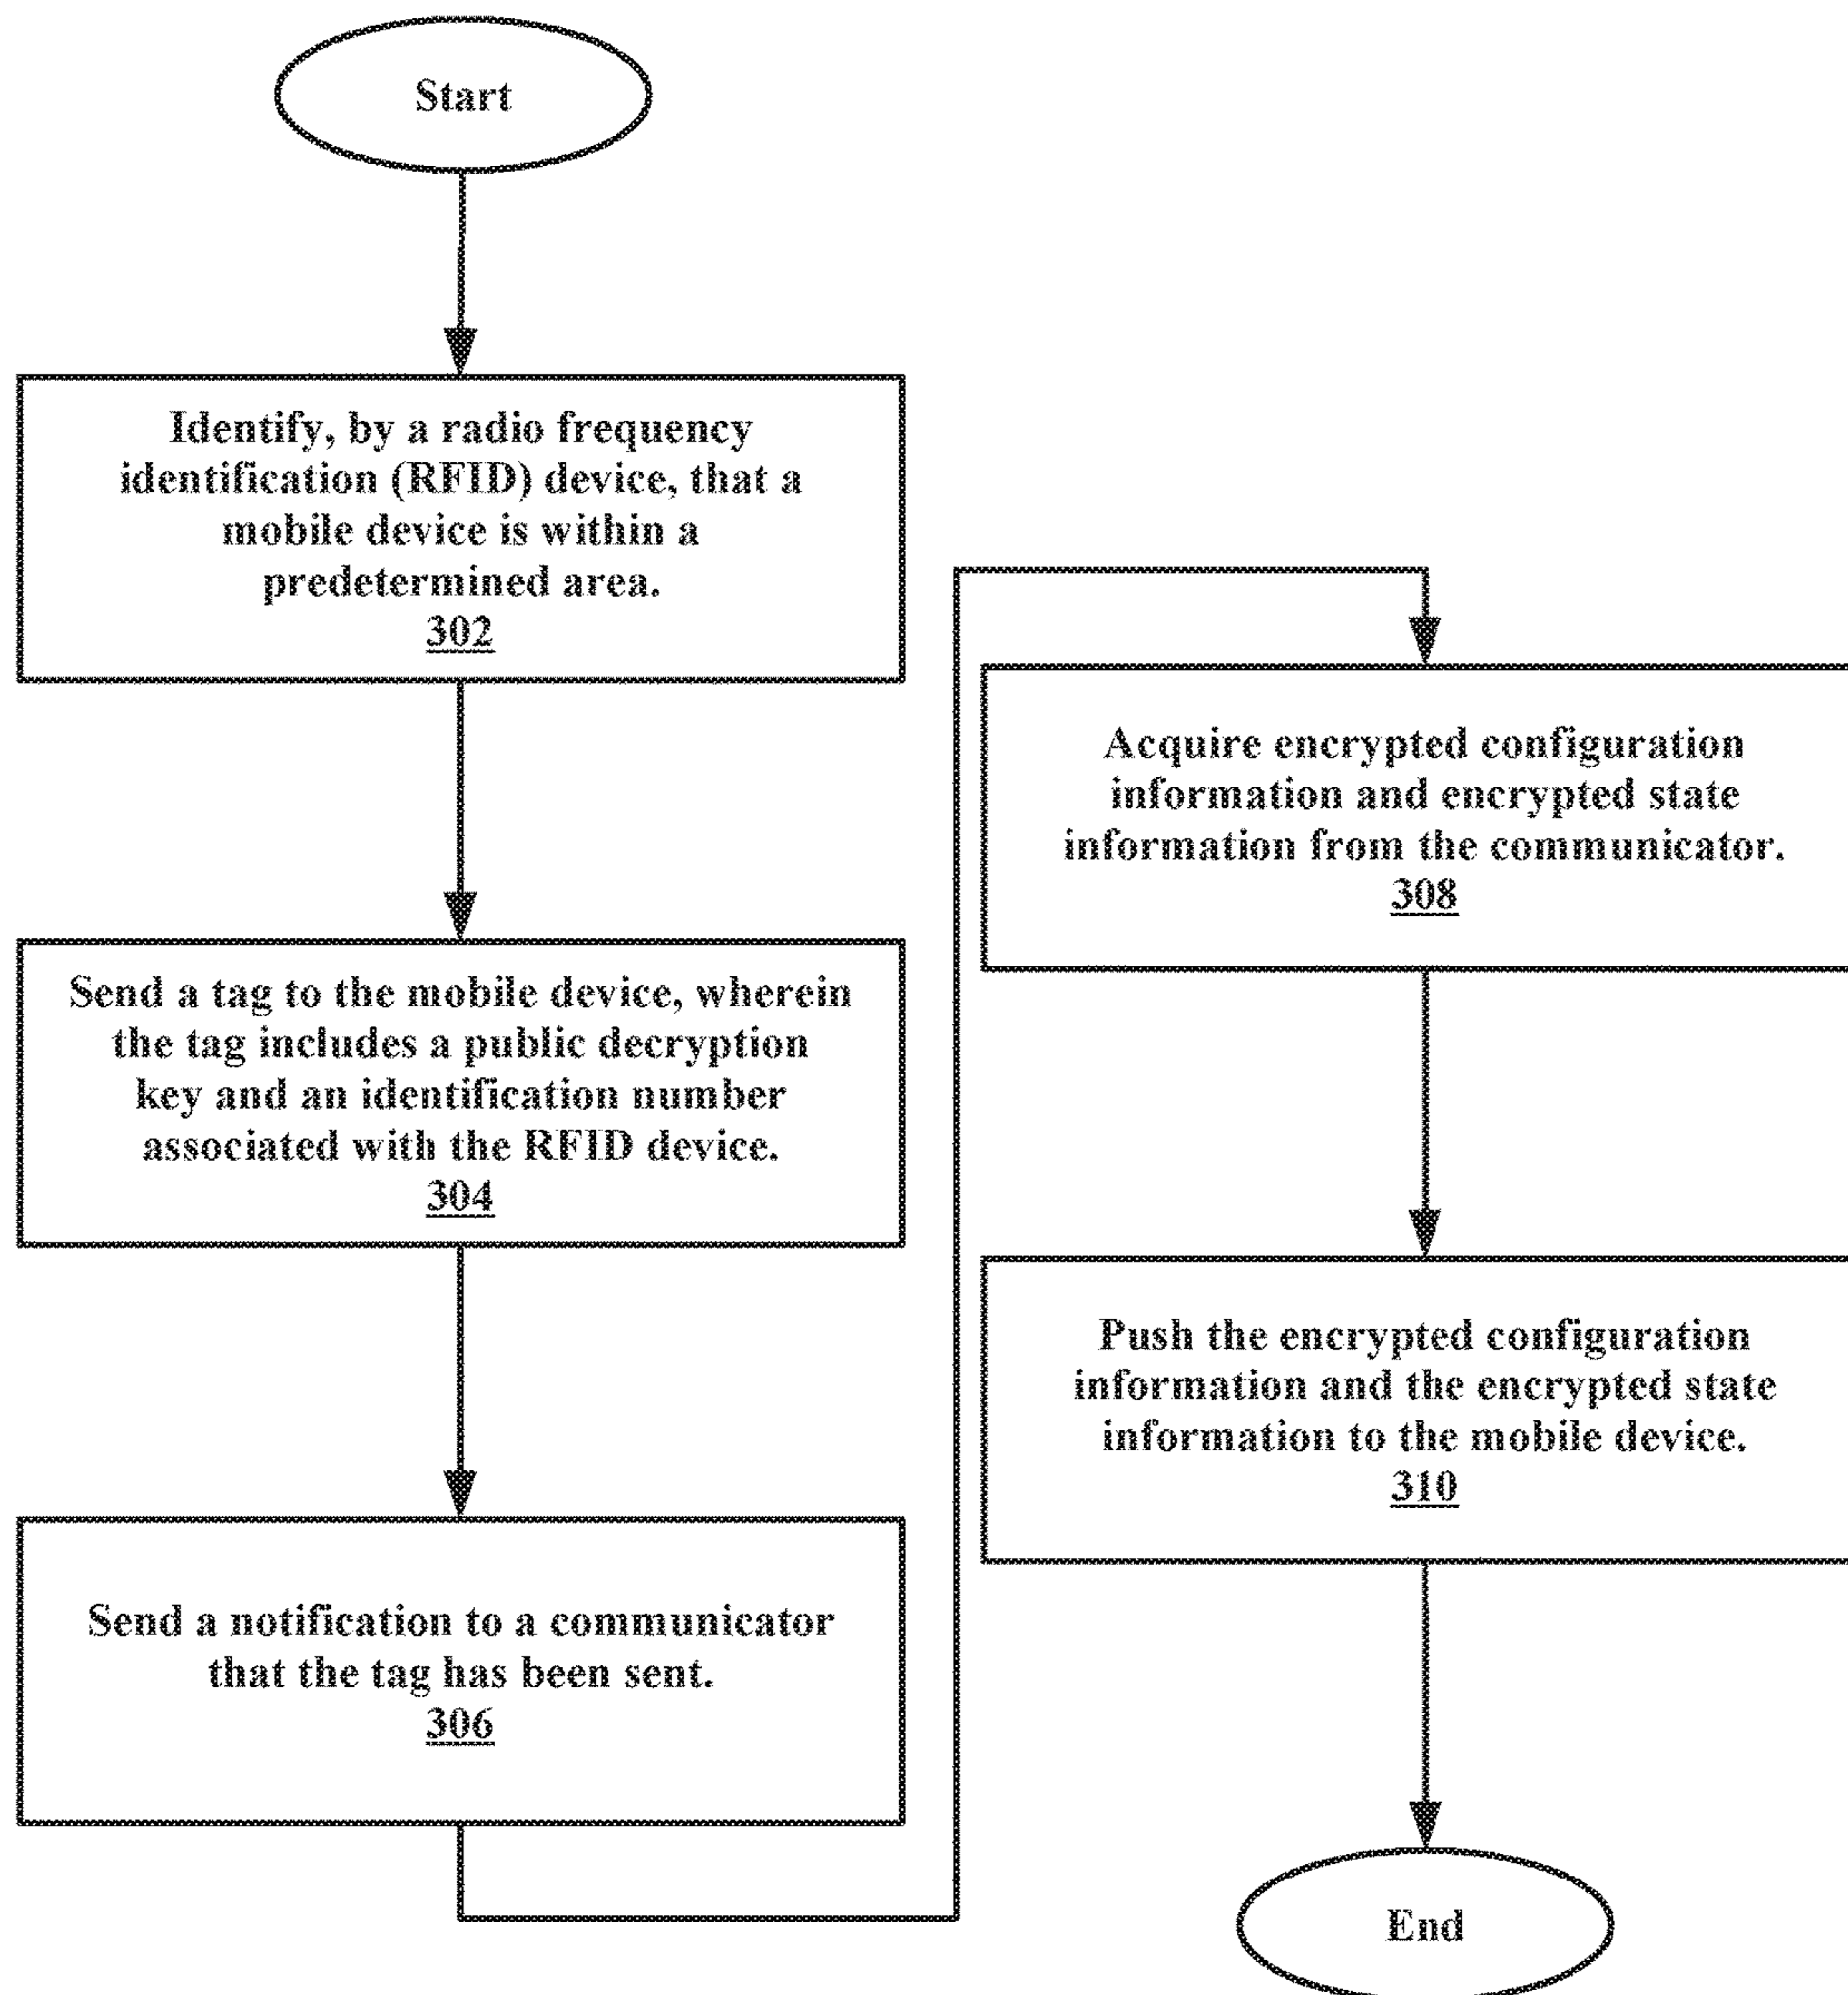 Start
Identify, by a radio frequency
identification (RFID) device, that a
mobile device is within a
predetermined area.
302
Send a tag to the mobile device, wherein
the tag includes a public decryption
key and an identification number
associated with the RFID device.
304
Send a notification to a communicator
that the tag has been sent.
306
Acquire encrypted configuration
information and encrypted state
information from the communicator.
308
Push the encrypted configuration
information and the encrypted state
information to the mobile device.
310
End